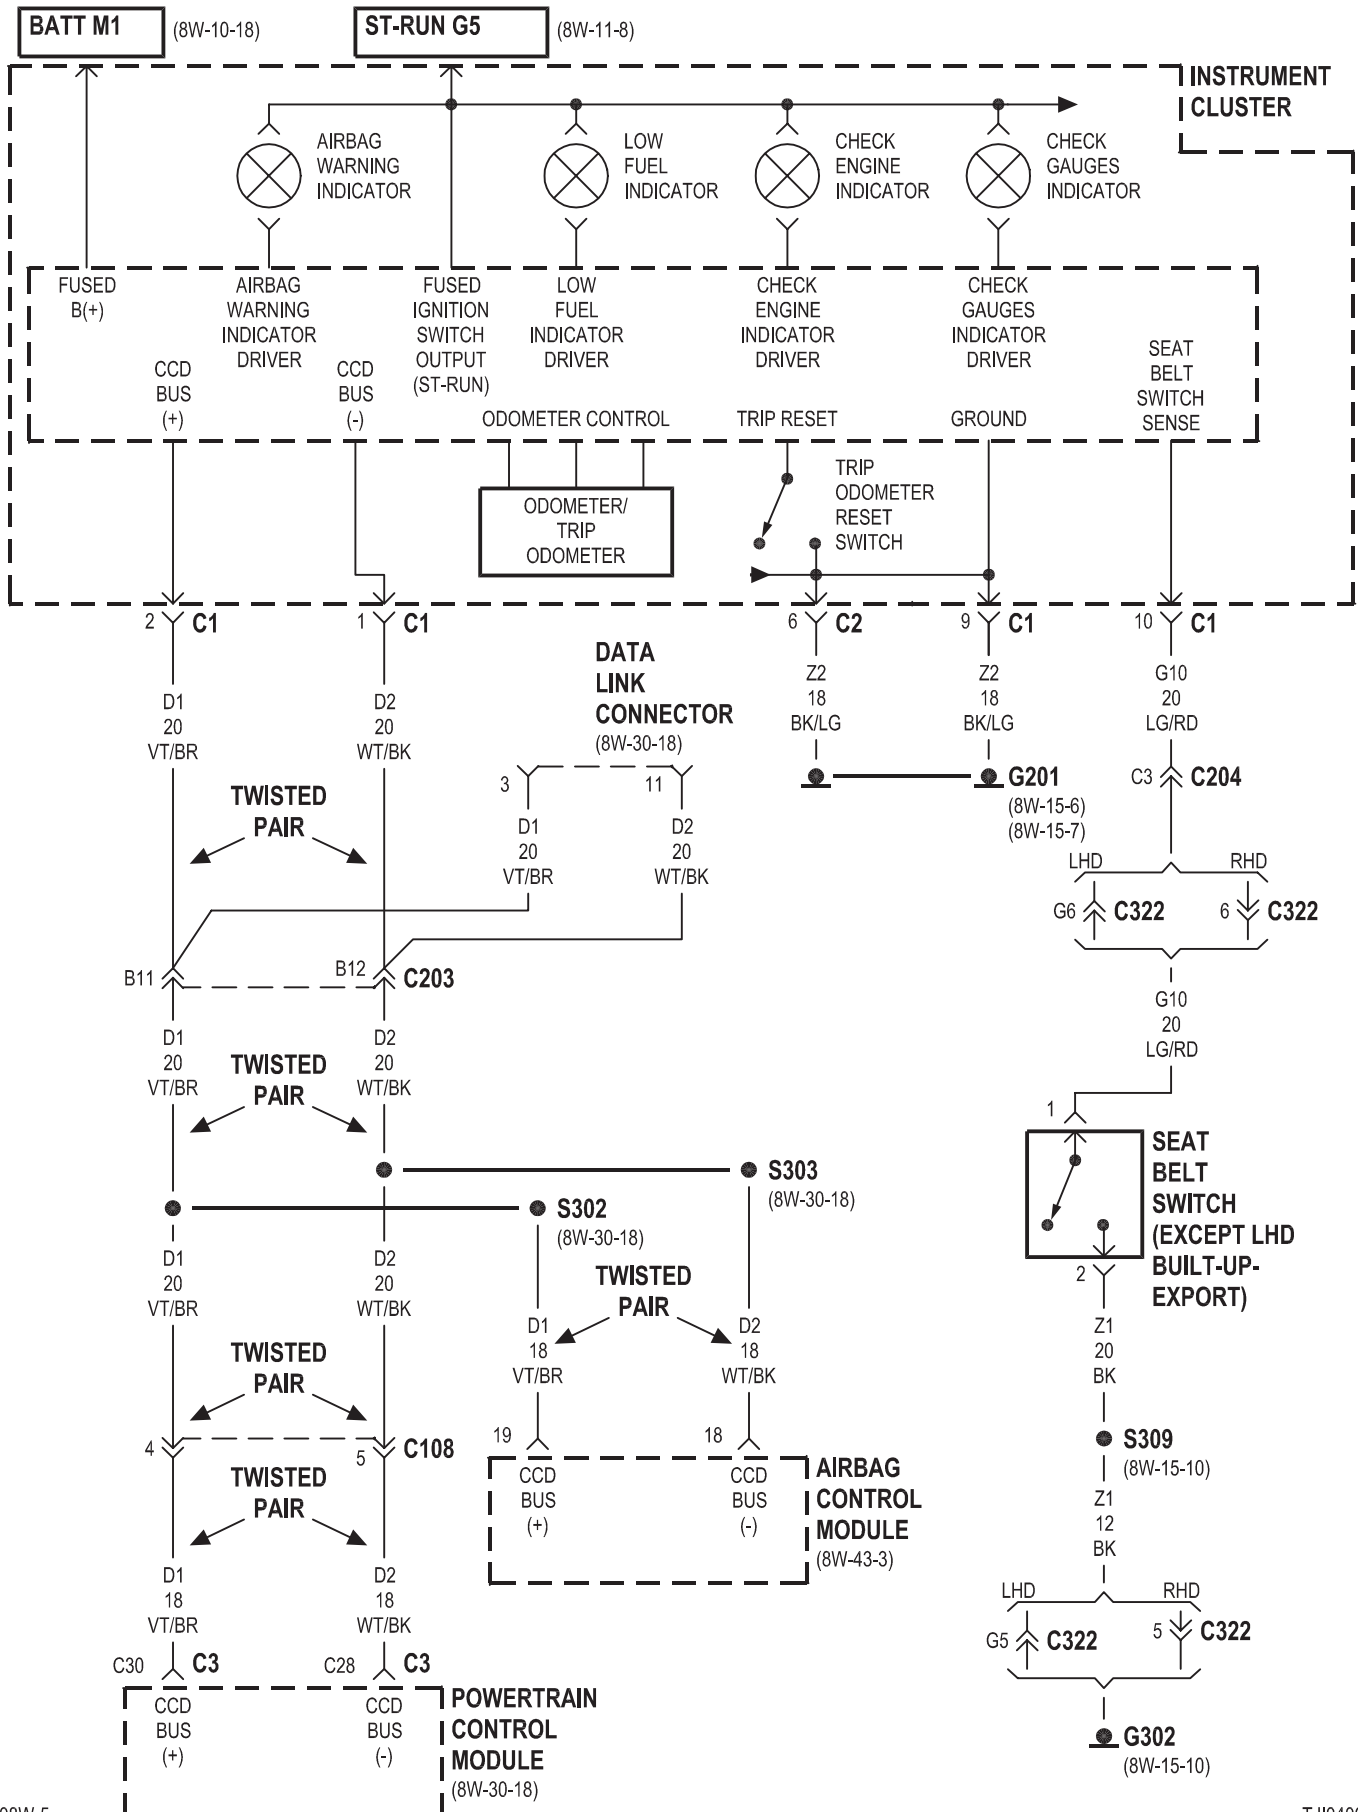 BATT M1
(8W-10-18)
ST-RUN G5
(8W-11-8)
INSTRUMENT
CLUSTER
AIRBAG
WARNING
INDICATOR
LOW
FUEL
INDICATOR
CHECK
ENGINE
INDICATOR
CHECK
GAUGES
INDICATOR
FUSED
B(+)
AIRBAG
WARNING
INDICATOR
DRIVER
FUSED
IGNITION
SWITCH
OUTPUT
(ST-RUN)
LOW
FUEL
INDICATOR
DRIVER
CHECK
ENGINE
INDICATOR
DRIVER
CHECK
GAUGES
INDICATOR
DRIVER
CCD
BUS
(+)
CCD
BUS
(-)
SEAT
BELT
SWITCH
SENSE
ODOMETER CONTROL
TRIP RESET
GROUND
ODOMETER/
TRIP
ODOMETER
TRIP
ODOMETER
RESET
SWITCH
2 C1
1 C1
6 C2
9 C1
10 C1
D1
20
VT/BR
D2
20
WT/BK
DATA
LINK
CONNECTOR
(8W-30-18)
Z2
18
BK/LG
Z2
18
BK/LG
G10
20
LG/RD
3
11
G201
(8W-15-6)
(8W-15-7)
C3 C204
TWISTED
PAIR
D1
20
VT/BR
D2
20
WT/BK
LHD
RHD
G6 C322
6 C322
B11
B12 C203
G10
20
LG/RD
D1
20
VT/BR
D2
20
WT/BK
TWISTED
PAIR
1
SEAT
BELT
SWITCH
(EXCEPT LHD
BUILT-UP-
EXPORT)
2
S303
(8W-30-18)
S302
(8W-30-18)
D1
20
VT/BR
D2
20
WT/BK
TWISTED
PAIR
D1
18
VT/BR
D2
18
WT/BK
Z1
20
BK
TWISTED
PAIR
4
5 C108
19
18
S309
(8W-15-10)
CCD
BUS
(+)
CCD
BUS
(-)
AIRBAG
CONTROL
MODULE
(8W-43-3)
Z1
12
BK
TWISTED
PAIR
D1
18
VT/BR
D2
18
WT/BK
LHD
RHD
G5 C322
5 C322
C30 C3
C28 C3
CCD
BUS
(+)
CCD
BUS
(-)
POWERTRAIN
CONTROL
MODULE
(8W-30-18)
G302
(8W-15-10)